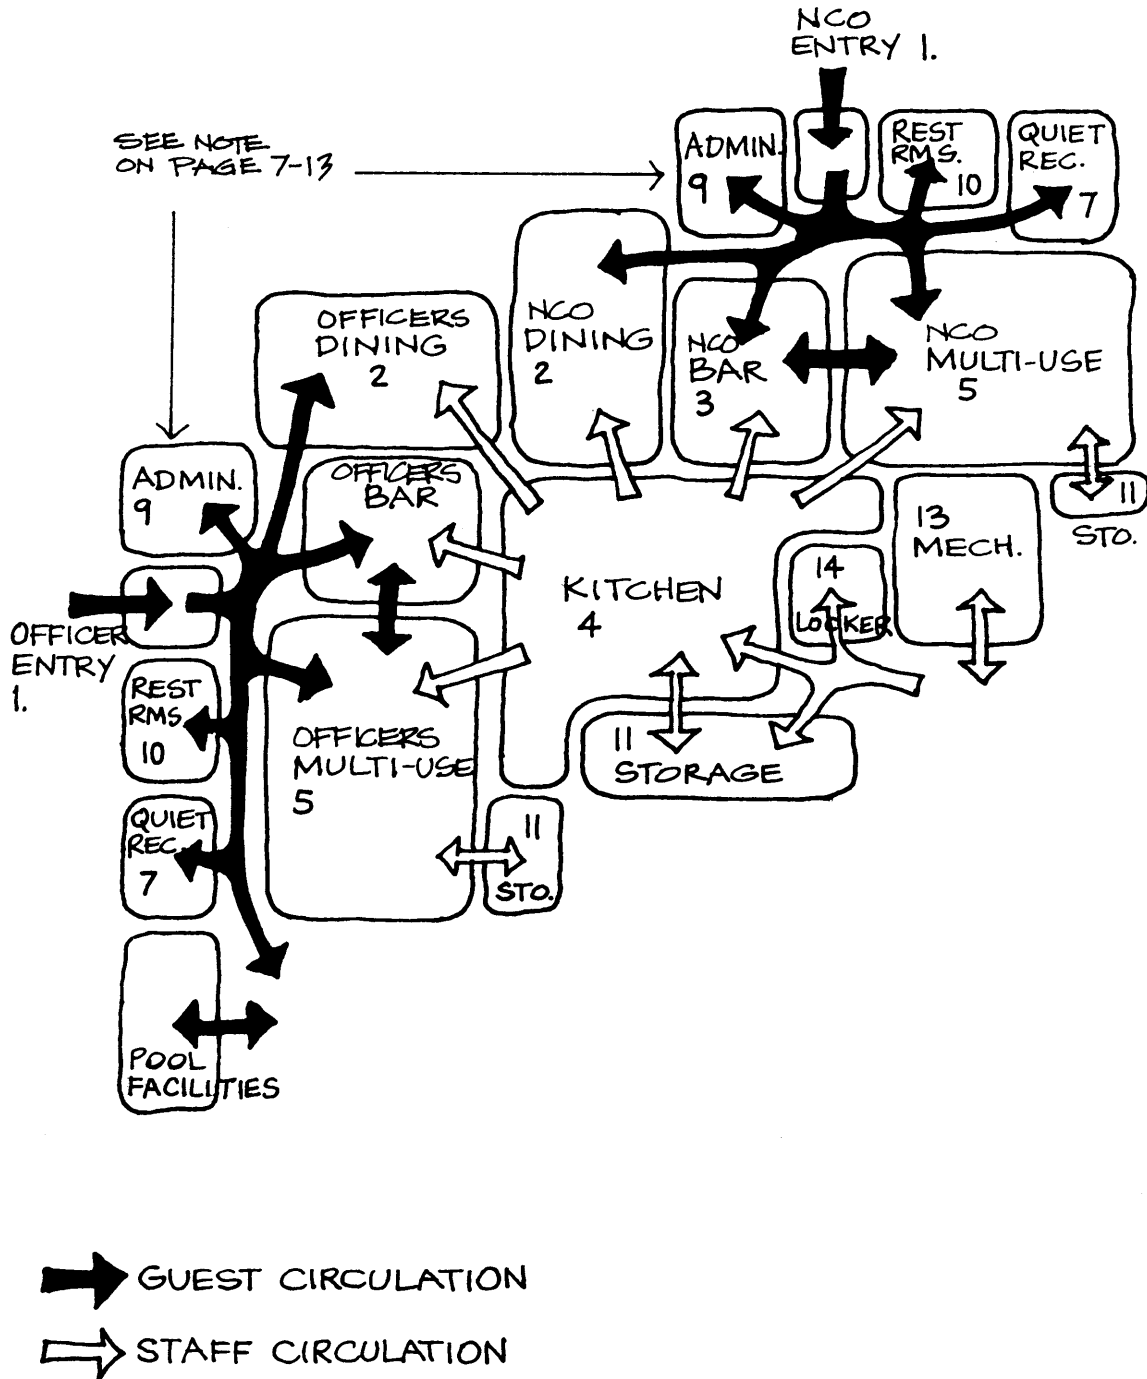 NCO
ENTRY 1.
SEE NOTE
ON PAGE 7-13
ADMIN.
9
REST
RMS.
10
QUIET
REC.
7
OFFICERS
DINING
2
NCO
DINING
2
NCO
BAR
3
NCO
MULTI-USE
5
ADMIN.
9
OFFICERS
BAR
11
STO.
13
MECH.
KITCHEN
4
14
LOCKER
OFFICER
ENTRY
1.
REST
RMS.
10
OFFICERS
MULTI-USE
5
11
STORAGE
QUIET
REC.
7
11
STO.
POOL
FACILITIES
GUEST CIRCULATION
STAFF CIRCULATION